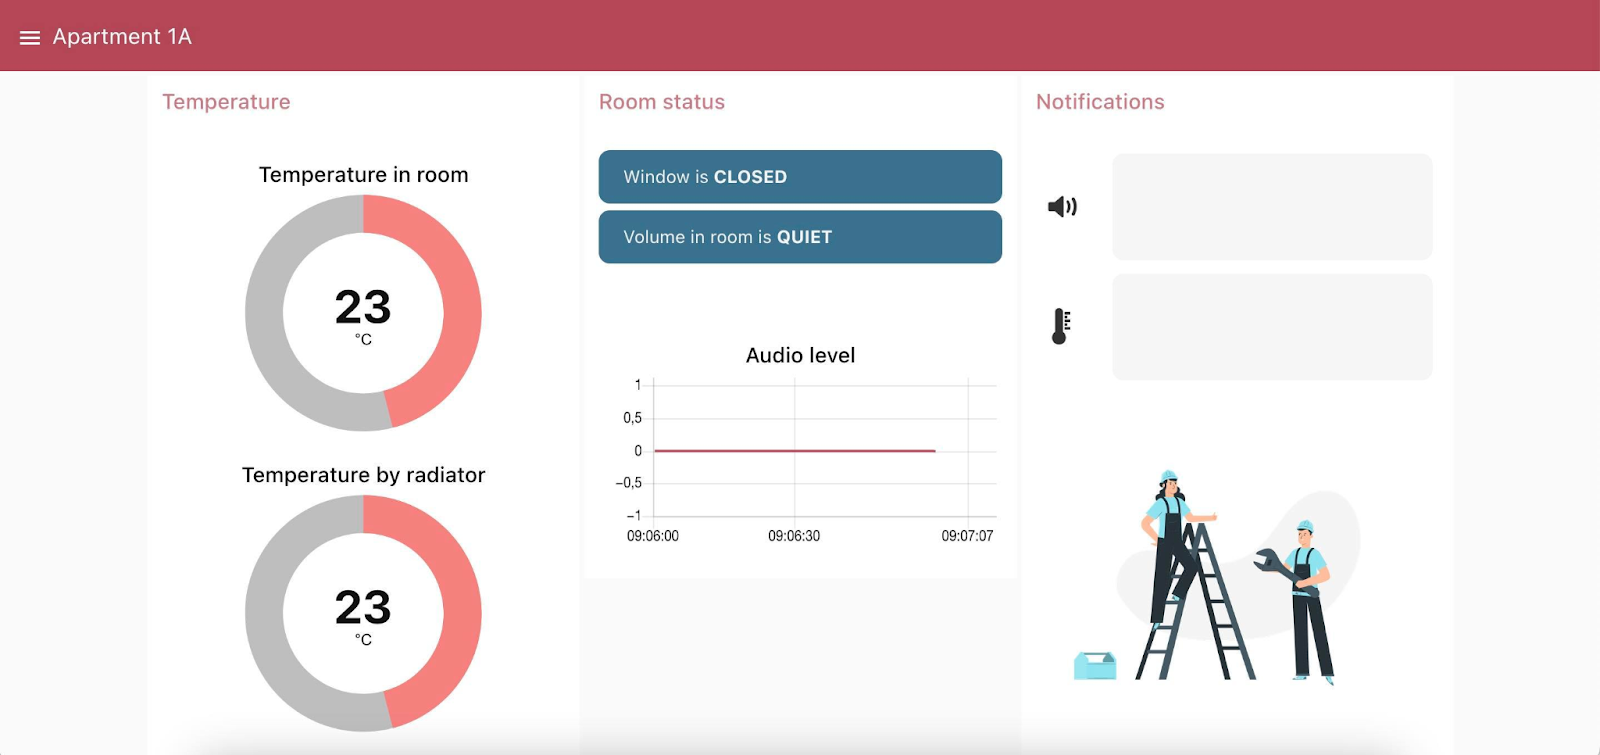 Apartment 1A
Temperature
Temperature in room
23
°C
Temperature by radiator
23
°C
Room status
Window is CLOSED
Volume in room is QUIET
Audio level
1
0,5
0
−0,5
−1
09:06:00 09:06:30 09:07:07
Notifications